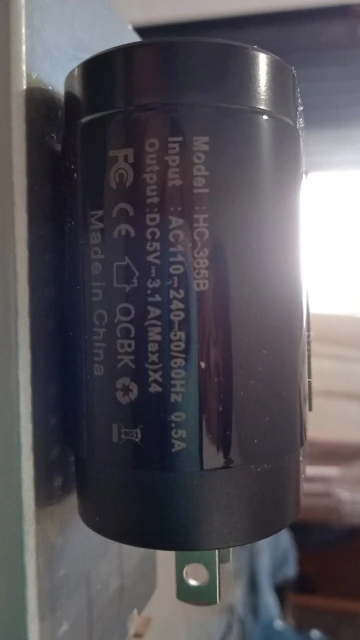 Model :HC-385B
Input :AC110~240-50/60Hz 0.5A
Output:DC5V⎓3.1A(Max)X4
FC CE QCBK
Made in China